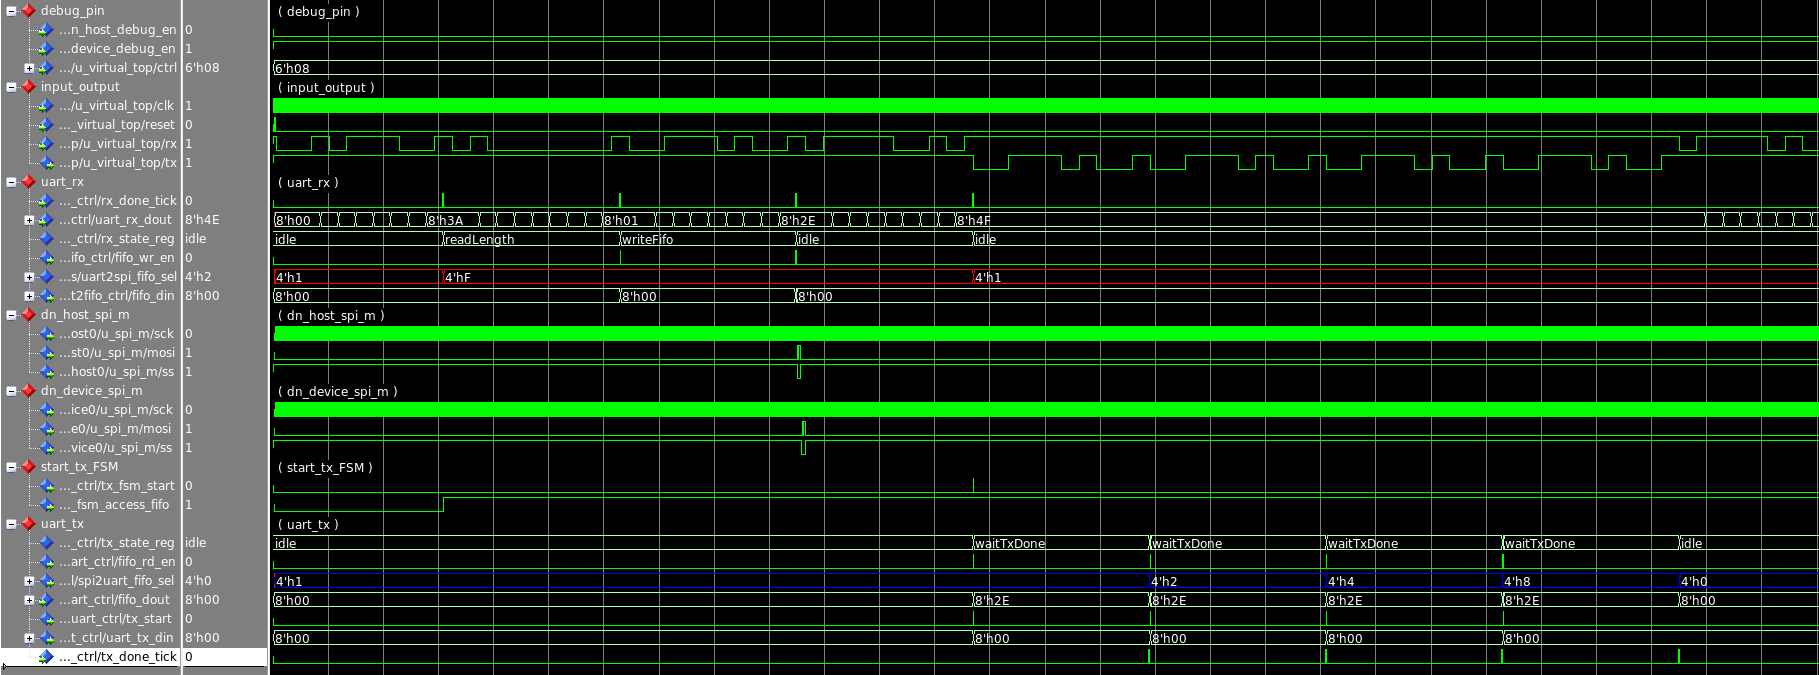 debug_pin ( debug_pin )
...n_host_debug_en 0
...device_debug_en 1
.../u_virtual_top/ctrl 6'h08 6'h08
input_output ( input_output )
.../u_virtual_top/clk 1
..._virtual_top/reset 0
...p/u_virtual_top/rx 1
...p/u_virtual_top/tx 1
uart_rx ( uart_rx )
..._ctrl/rx_done_tick 0
...ctrl/uart_rx_dout 8'h4E 8'h00 8'h3A 8'h01 8'h2E 8'h4F
..._ctrl/rx_state_reg idle idle readLength writeFifo idle idle
...ifo_ctrl/fifo_wr_en 0
...s/uart2spi_fifo_sel 4'h2 4'h1 4'hF 4'h1
...t2fifo_ctrl/fifo_din 8'h00 8'h00 8'h00 8'h00
dn_host_spi_m ( dn_host_spi_m )
...ost0/u_spi_m/sck 0
...st0/u_spi_m/mosi 1
...host0/u_spi_m/ss 1
dn_device_spi_m ( dn_device_spi_m )
...ice0/u_spi_m/sck 0
...e0/u_spi_m/mosi 1
...vice0/u_spi_m/ss 1
start_tx_FSM ( start_tx_FSM )
..._ctrl/tx_fsm_start 0
..._fsm_access_fifo 1
uart_tx ( uart_tx )
..._ctrl/tx_state_reg idle idle waitTxDone waitTxDone waitTxDone waitTxDone idle
...art_ctrl/fifo_rd_en 0
...l/spi2uart_fifo_sel 4'h0 4'h1 4'h2 4'h4 4'h8 4'h0
...art_ctrl/fifo_dout 8'h00 8'h00 8'h2E 8'h2E 8'h2E 8'h2E 8'h00
...uart_ctrl/tx_start 0
...t_ctrl/uart_tx_din 8'h00 8'h00 8'h00 8'h00 8'h00 8'h00
..._ctrl/tx_done_tick 0